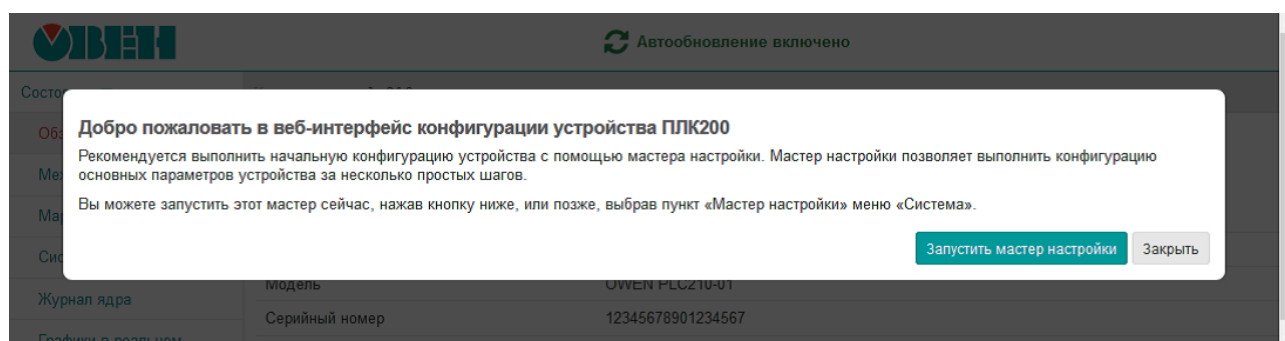 ОВЕН
Автообновление включено
Добро пожаловать в веб-интерфейс конфигурации устройства ПЛК200
Рекомендуется выполнить начальную конфигурацию устройства с помощью мастера настройки. Мастер настройки позволяет выполнить конфигурацию
основных параметров устройства за несколько простых шагов.
Вы можете запустить этот мастер сейчас, нажав кнопку ниже, или позже, выбрав пункт «Мастер настройки» меню «Система».
Запустить мастер настройки Закрыть
Модель OWEN PLC210-01
Журнал ядра
Серийный номер 12345678901234567
Графики в реальном